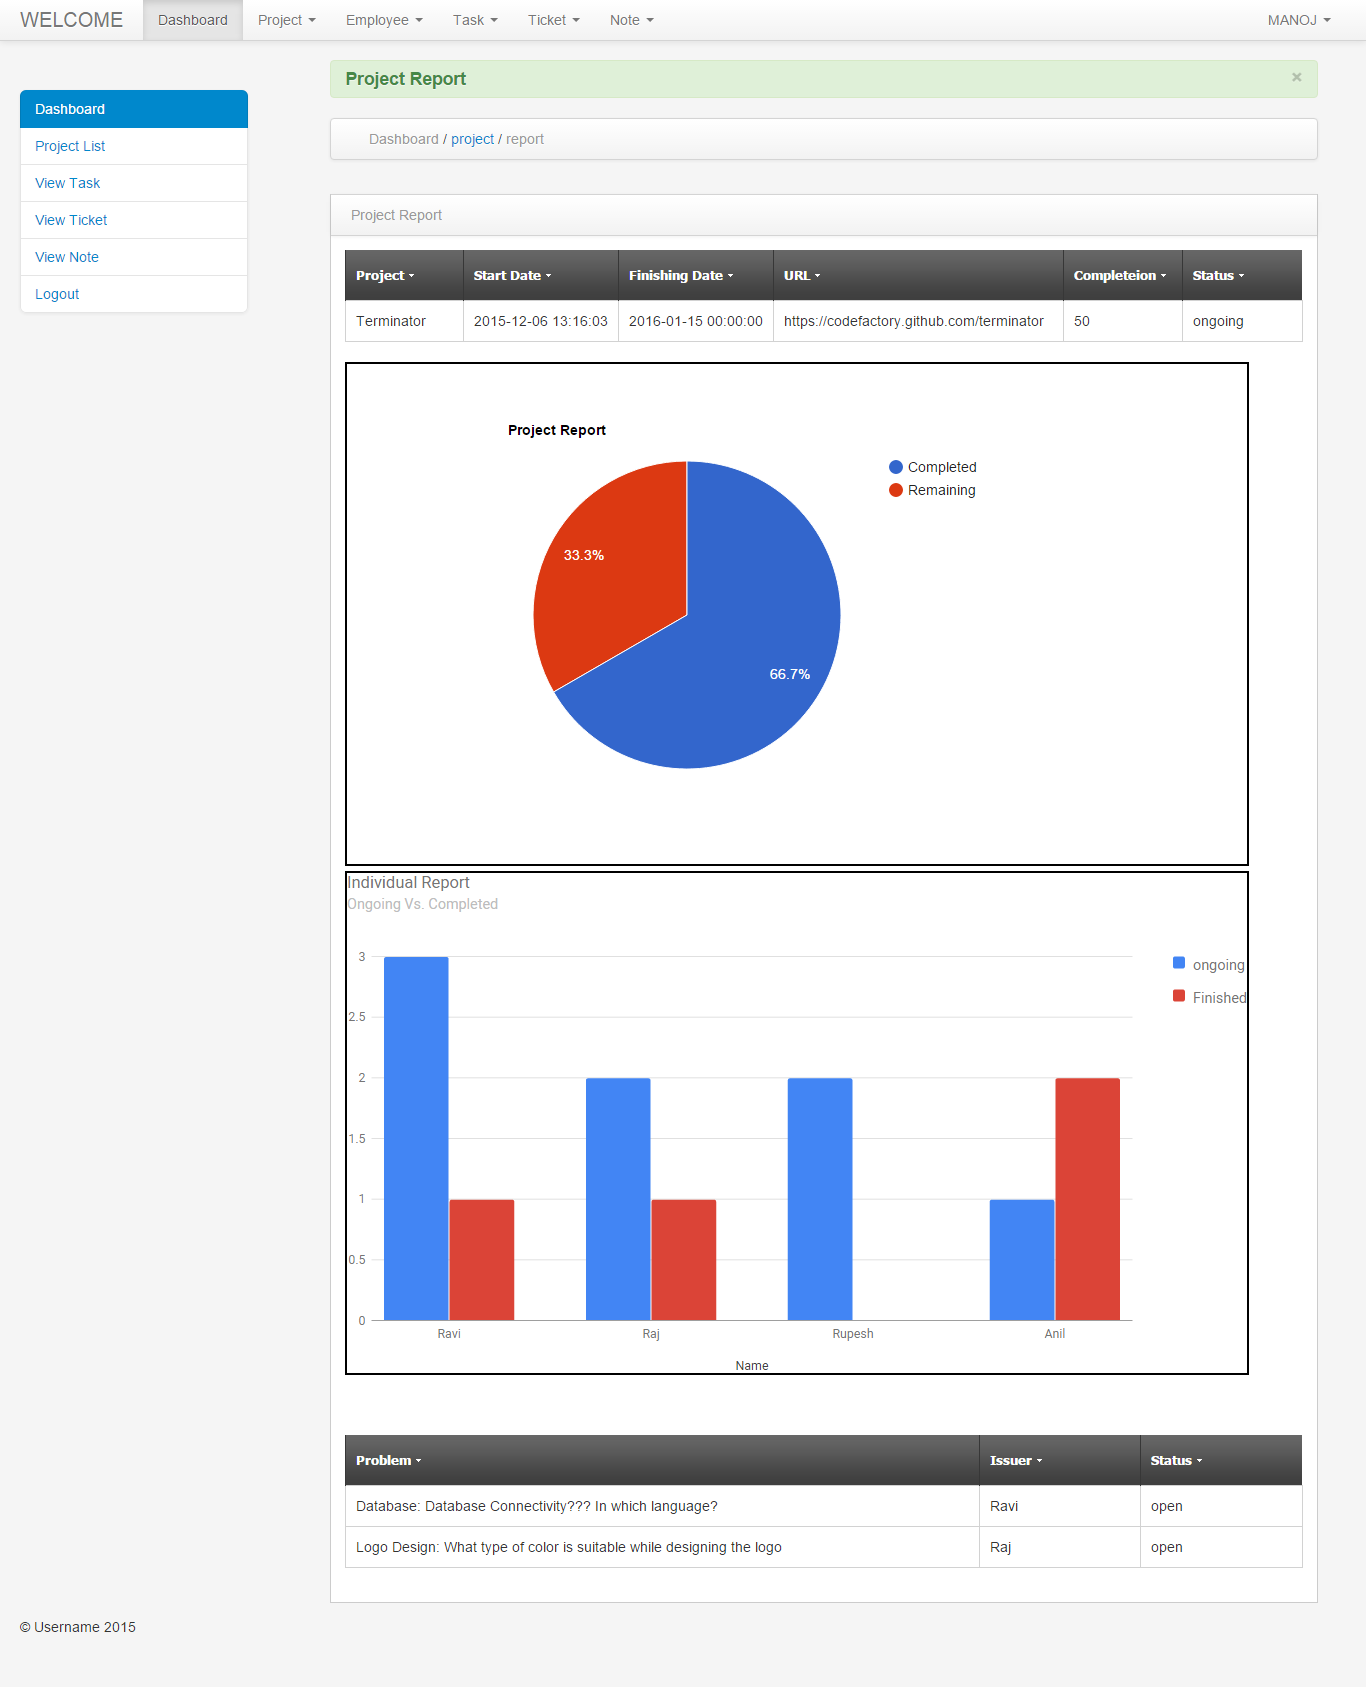 WELCOME Dashboard Project Employee Task Ticket Note MANOJ
Project Report ×
Dashboard
Project List
View Task
View Ticket
View Note
Logout
Dashboard / project / report
Project Report
Project Start Date Finishing Date URL Completeion Status
Terminator 2015-12-06 13:16:03 2016-01-15 00:00:00 https://codefactory.github.com/terminator 50 ongoing
Project Report
Completed
Remaining
33.3%
66.7%
Individual Report
Ongoing Vs. Completed
3
2.5
2
1.5
1
0.5
0
ongoing
Finished
Ravi Raj Rupesh Anil
Name
Problem Issuer Status
Database: Database Connectivity??? In which language? Ravi open
Logo Design: What type of color is suitable while designing the logo Raj open
© Username 2015